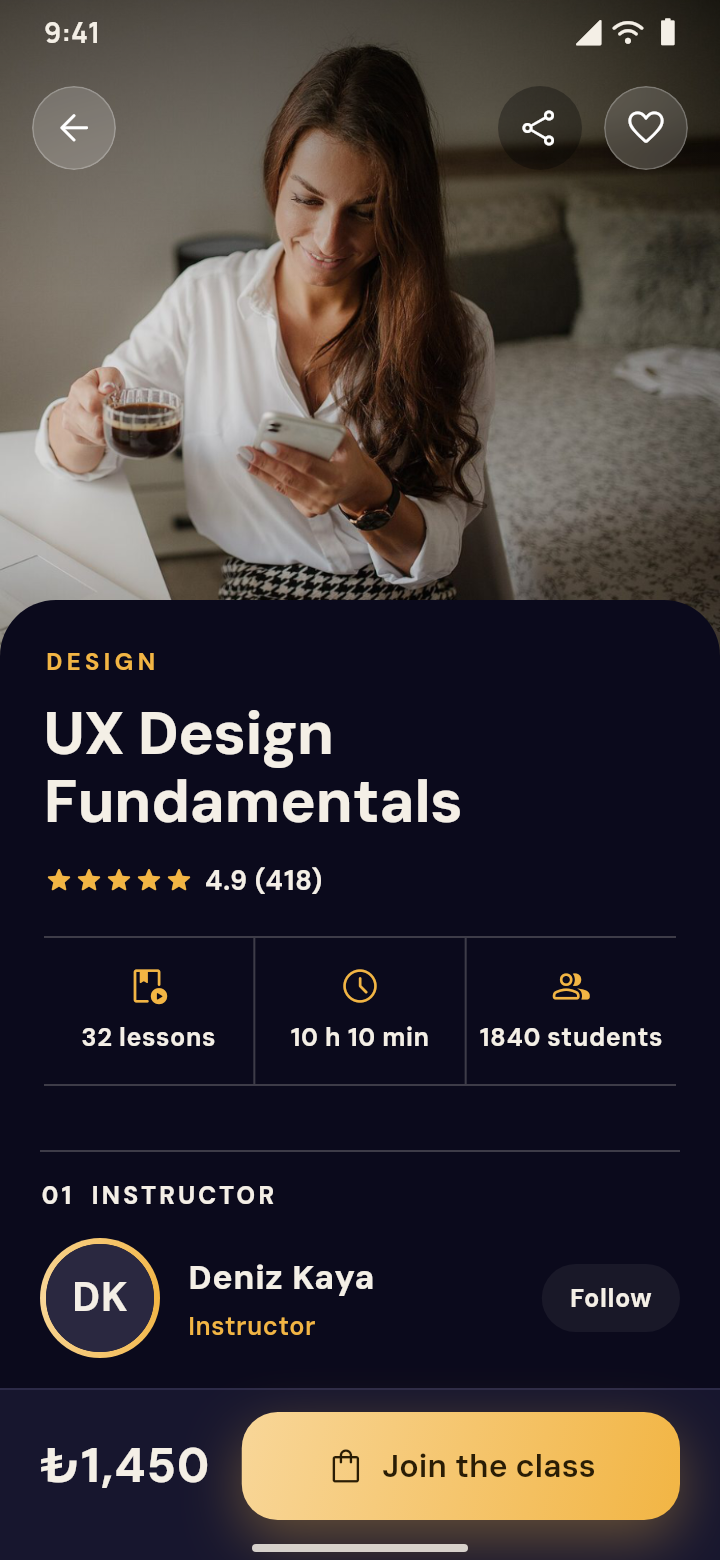 9:41
DESIGN
UX Design
Fundamentals
4.9 (418)
32 lessons
10 h 10 min
1840 students
01 INSTRUCTOR
DK
Deniz Kaya
Instructor
Follow
₺1,450
Join the class